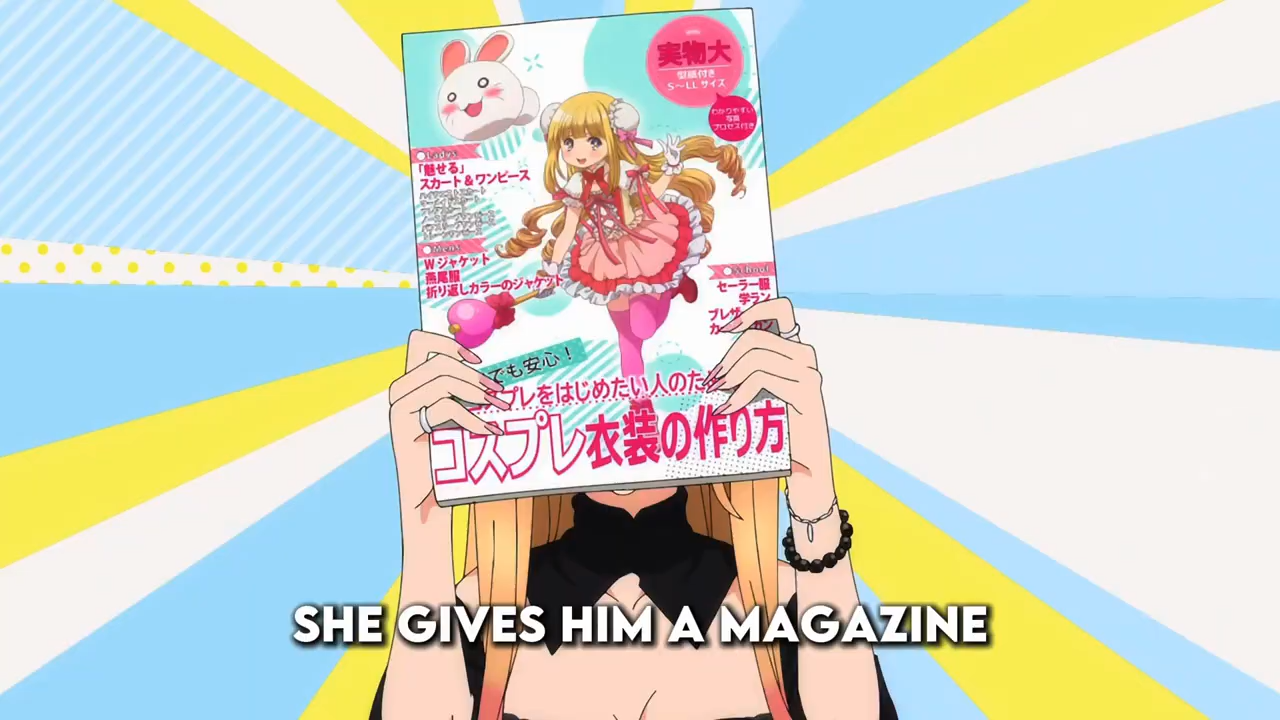 実物大
型紙付き
S～LLサイズ
わかりやすい
写真
プロセス付き
Ladys
「魅せる」
スカート＆ワンピース
Mens
Wジャケット
燕尾服
折り返しカラーのジャケット
School
セーラー服
学ラン
ブレザ
でも安心！
コスプレをはじめたい人のた
コスプレ衣装の作り方
SHE GIVES HIM A MAGAZINE